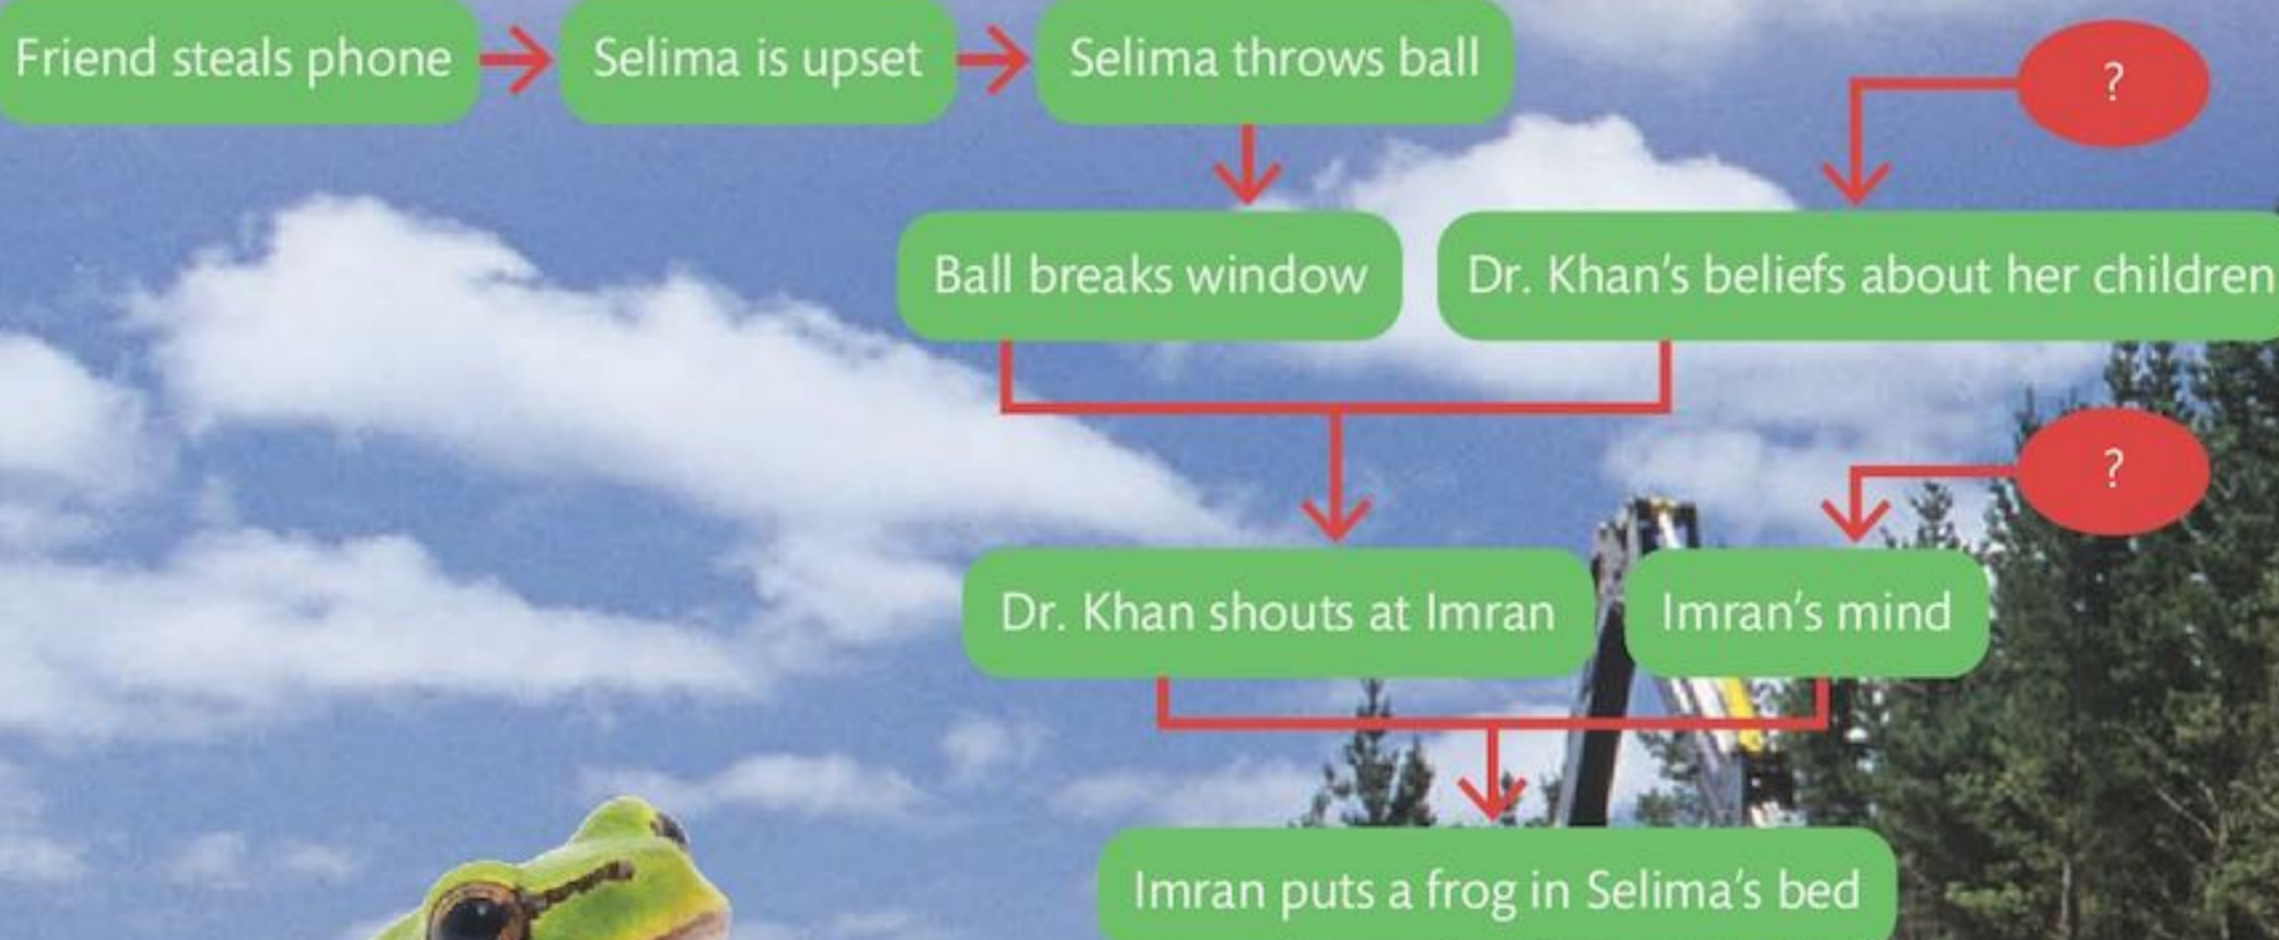 Friend steals phone
Selima is upset
Selima throws ball
?
Ball breaks window
Dr. Khan’s beliefs about her children
?
Dr. Khan shouts at Imran
Imran’s mind
Imran puts a frog in Selima’s bed